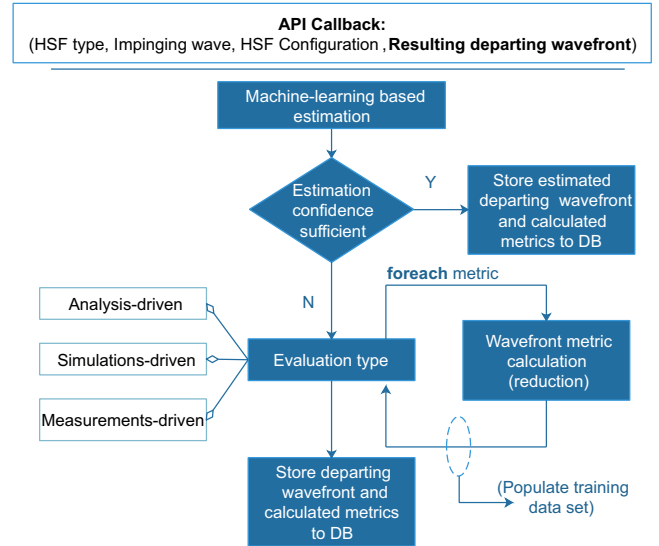 API Callback:
(HSF type, Impinging wave, HSF Configuration , Resulting departing wavefront)
Machine-learning based
estimation
Estimation
confidence
sufficient
Y
Store estimated
departing wavefront
and calculated
metrics to DB
N
foreach metric
Analysis-driven
Simulations-driven
Measurements-driven
Evaluation type
Wavefront metric
calculation
(reduction)
Store departing
wavefront and
calculated metrics
to DB
(Populate training
data set)